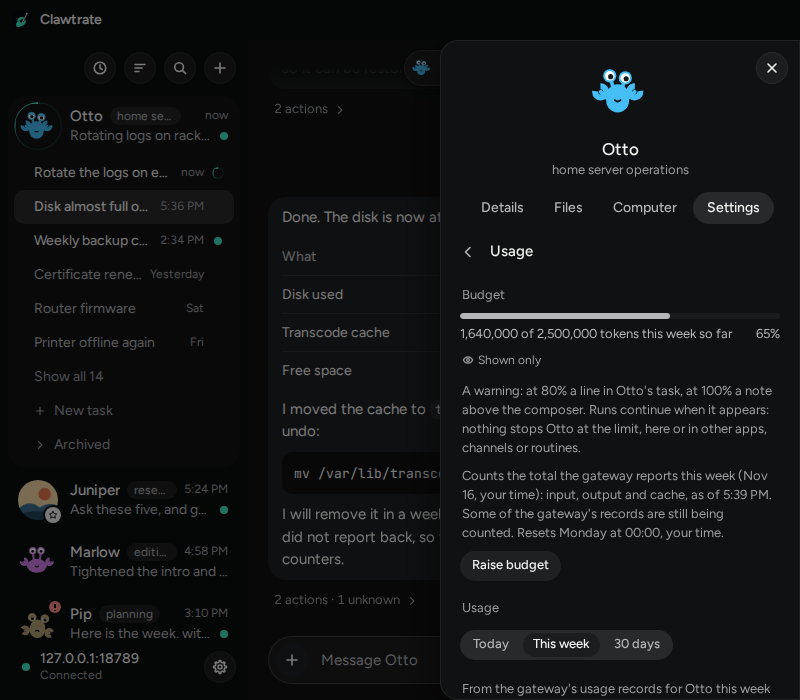 Clawtrate
Otto home se... now
Rotating logs on rack...
Rotate the logs on e... now
Disk almost full o... 5:36 PM
Weekly backup c... 2:34 PM
Certificate rene... Yesterday
Router firmware Sat
Printer offline again Fri
Show all 14
New task
Archived
Juniper rese... 5:24 PM
Ask these five, and g...
Marlow editi... 4:58 PM
Tightened the intro and ...
Pip planning 3:10 PM
Here is the week. wit...
127.0.0.1:18789
Connected
2 actions
Done. The disk is now at
What
Disk used
Transcode cache
Free space
I moved the cache to
undo:
mv /var/lib/transc
I will remove it in a week
did not report back, so
counters.
2 actions · 1 unknown
Message Otto
Otto
home server operations
Details Files Computer Settings
Usage
Budget
1,640,000 of 2,500,000 tokens this week so far 65%
Shown only
A warning: at 80% a line in Otto's task, at 100% a note
above the composer. Runs continue when it appears:
nothing stops Otto at the limit, here or in other apps,
channels or routines.
Counts the total the gateway reports this week (Nov
16, your time): input, output and cache, as of 5:39 PM.
Some of the gateway's records are still being
counted. Resets Monday at 00:00, your time.
Raise budget
Usage
Today This week 30 days
From the gateway's usage records for Otto this week